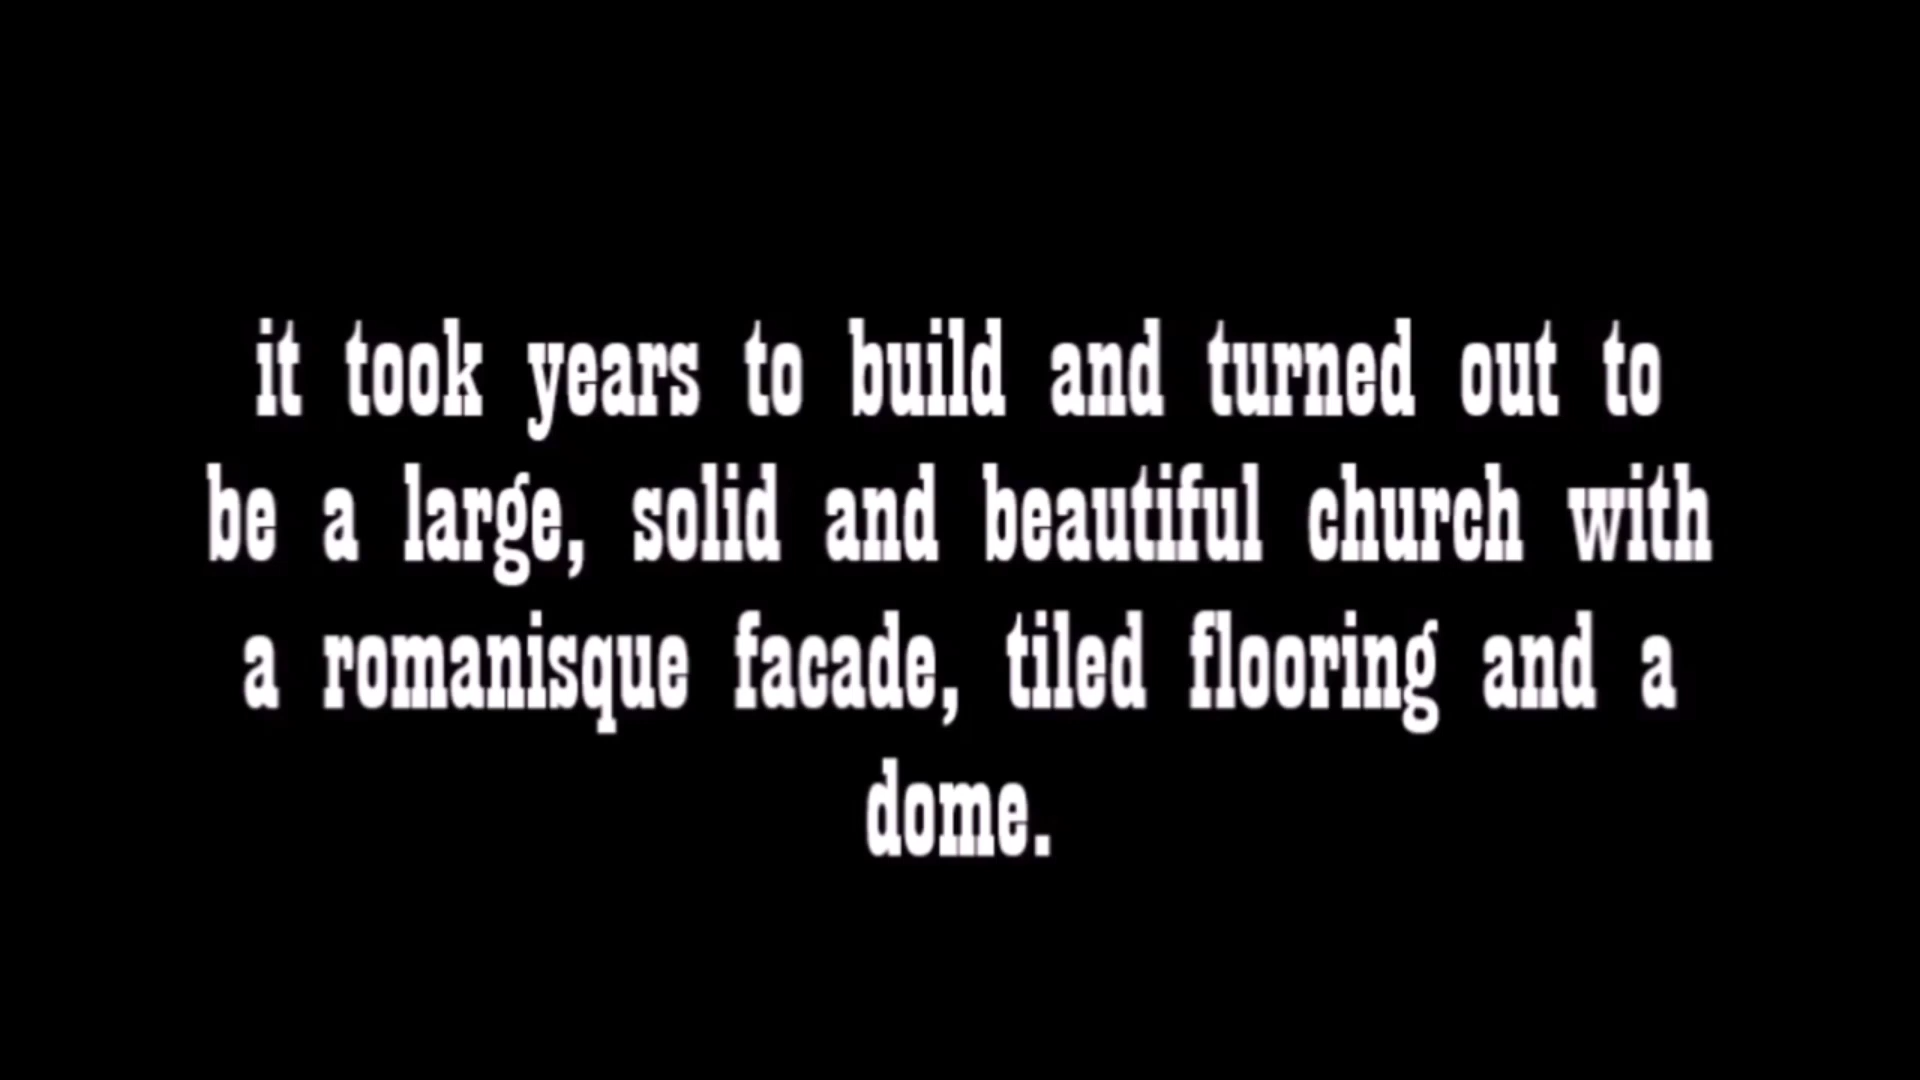 it took years to build and turned out to
be a large, solid and beautiful church with
a romanisque facade, tiled flooring and a
dome.